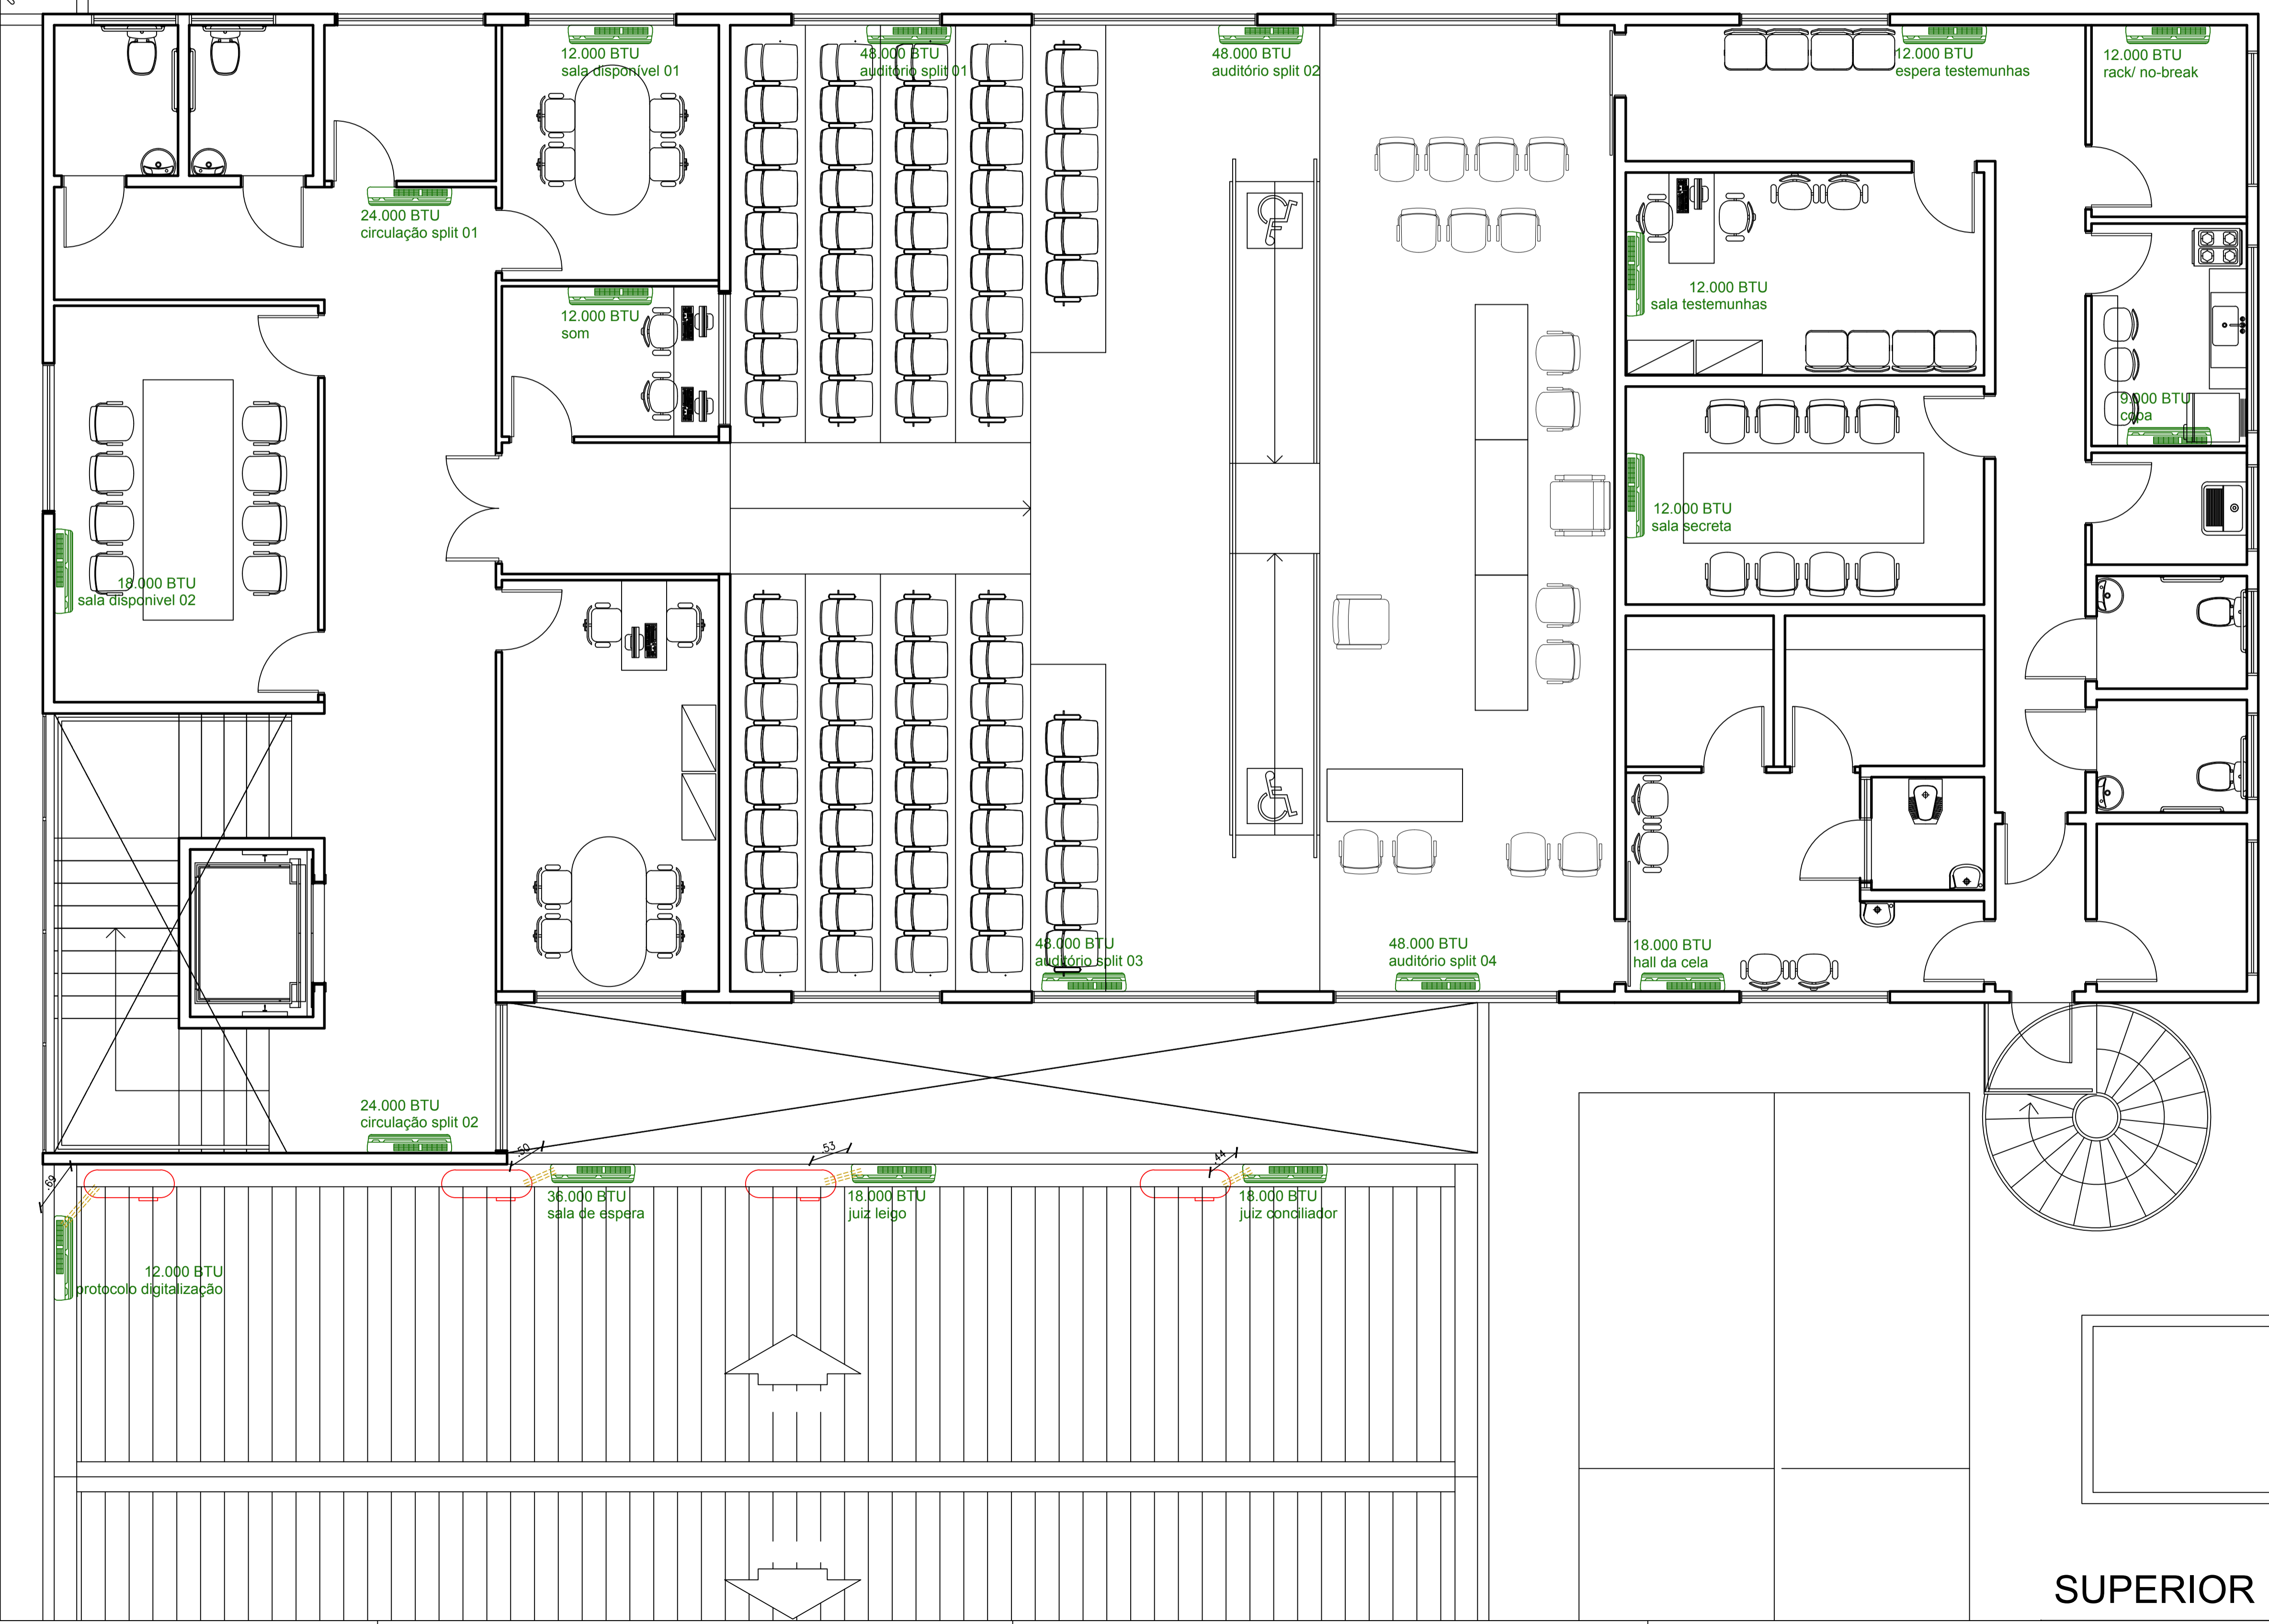 12.000 BTU
sala disponível 01
48.000 BTU
auditório split 01
48.000 BTU
auditório split 02
12.000 BTU
espera testemunhas
12.000 BTU
rack/ no-break
24.000 BTU
circulação split 01
12.000 BTU
som
12.000 BTU
sala testemunhas
9.000 BTU
copa
12.000 BTU
sala secreta
18.000 BTU
sala disponivel 02
48.000 BTU
auditório split 03
48.000 BTU
auditório split 04
18.000 BTU
hall da cela
24.000 BTU
circulação split 02
.69
.50
.53
.44
36.000 BTU
sala de espera
18.000 BTU
juiz leigo
18.000 BTU
juiz conciliador
12.000 BTU
protocolo digitalização
SUPERIOR